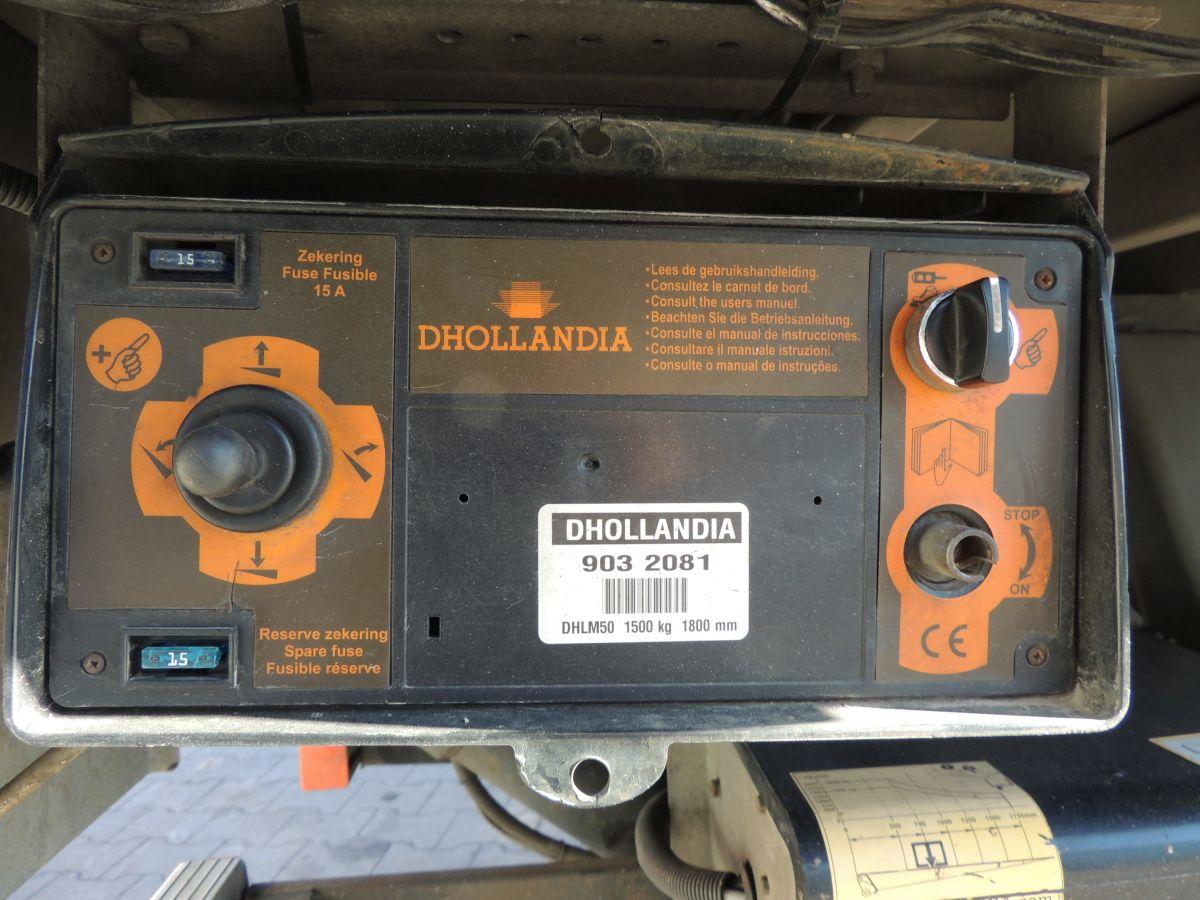 15
Zekering
Fuse Fusible
15 A
+
DHOLLANDIA
•Lees de gebruikshandleiding.
•Consultez le carnet de bord.
•Consult the users manuel.
•Beachten Sie die Betriebsanleitung.
•Consulte el manual de instrucciones.
•Consultare il manuale istruzioni.
•Consulte o manual de instruções.
DHOLLANDIA
903 2081
DHLM50 1500 kg 1800 mm
STOP
ON
CE
15
Reserve zekering
Spare fuse
Fusible réserve